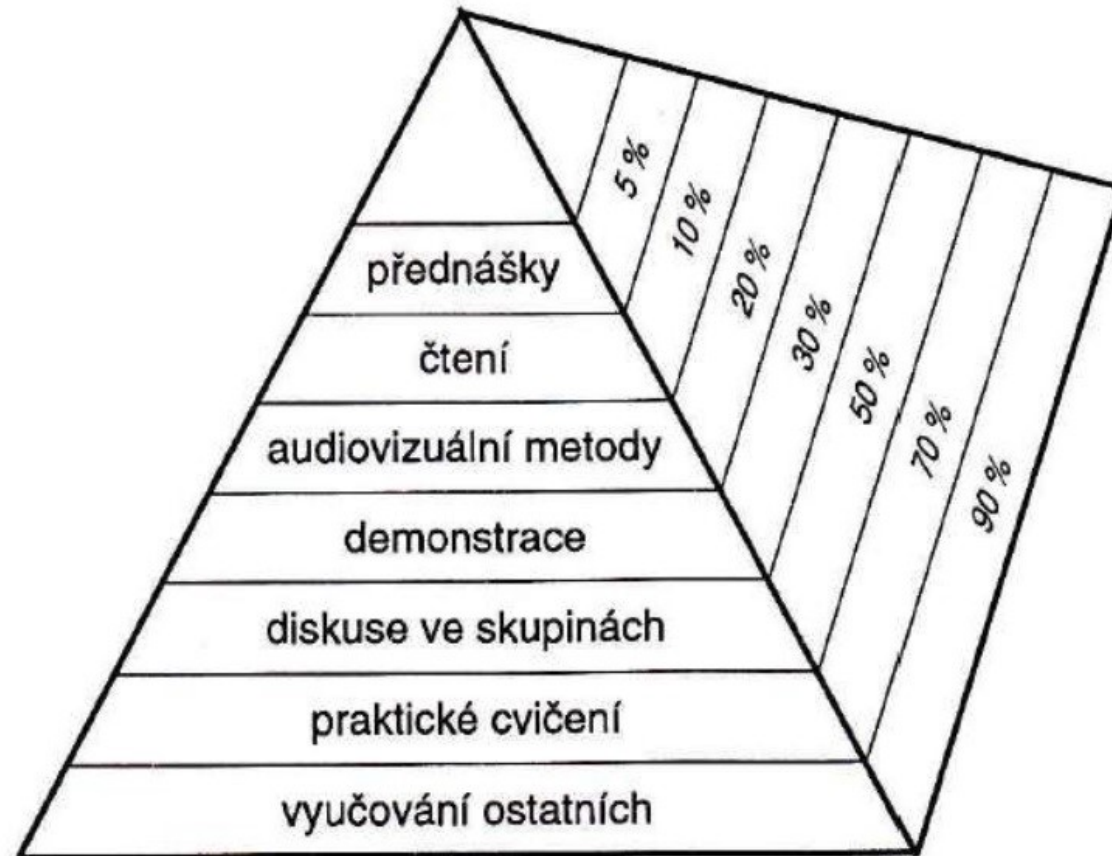 přednášky
čtení
audiovizuální metody
demonstrace
diskuse ve skupinách
praktické cvičení
vyučování ostatních
5 %
10 %
20 %
30 %
50 %
70 %
90 %